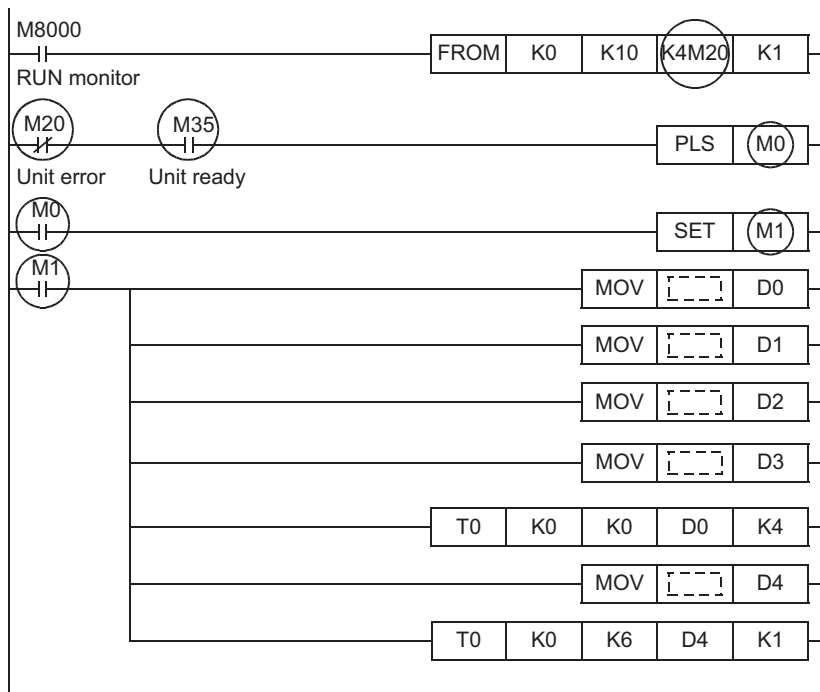 M8000
FROM K0 K10 K4M20 K1
RUN monitor
M20 M35
PLS M0
Unit error Unit ready
M0
SET M1
M1
MOV D0
MOV D1
MOV D2
MOV D3
T0 K0 K0 D0 K4
MOV D4
T0 K0 K6 D4 K1